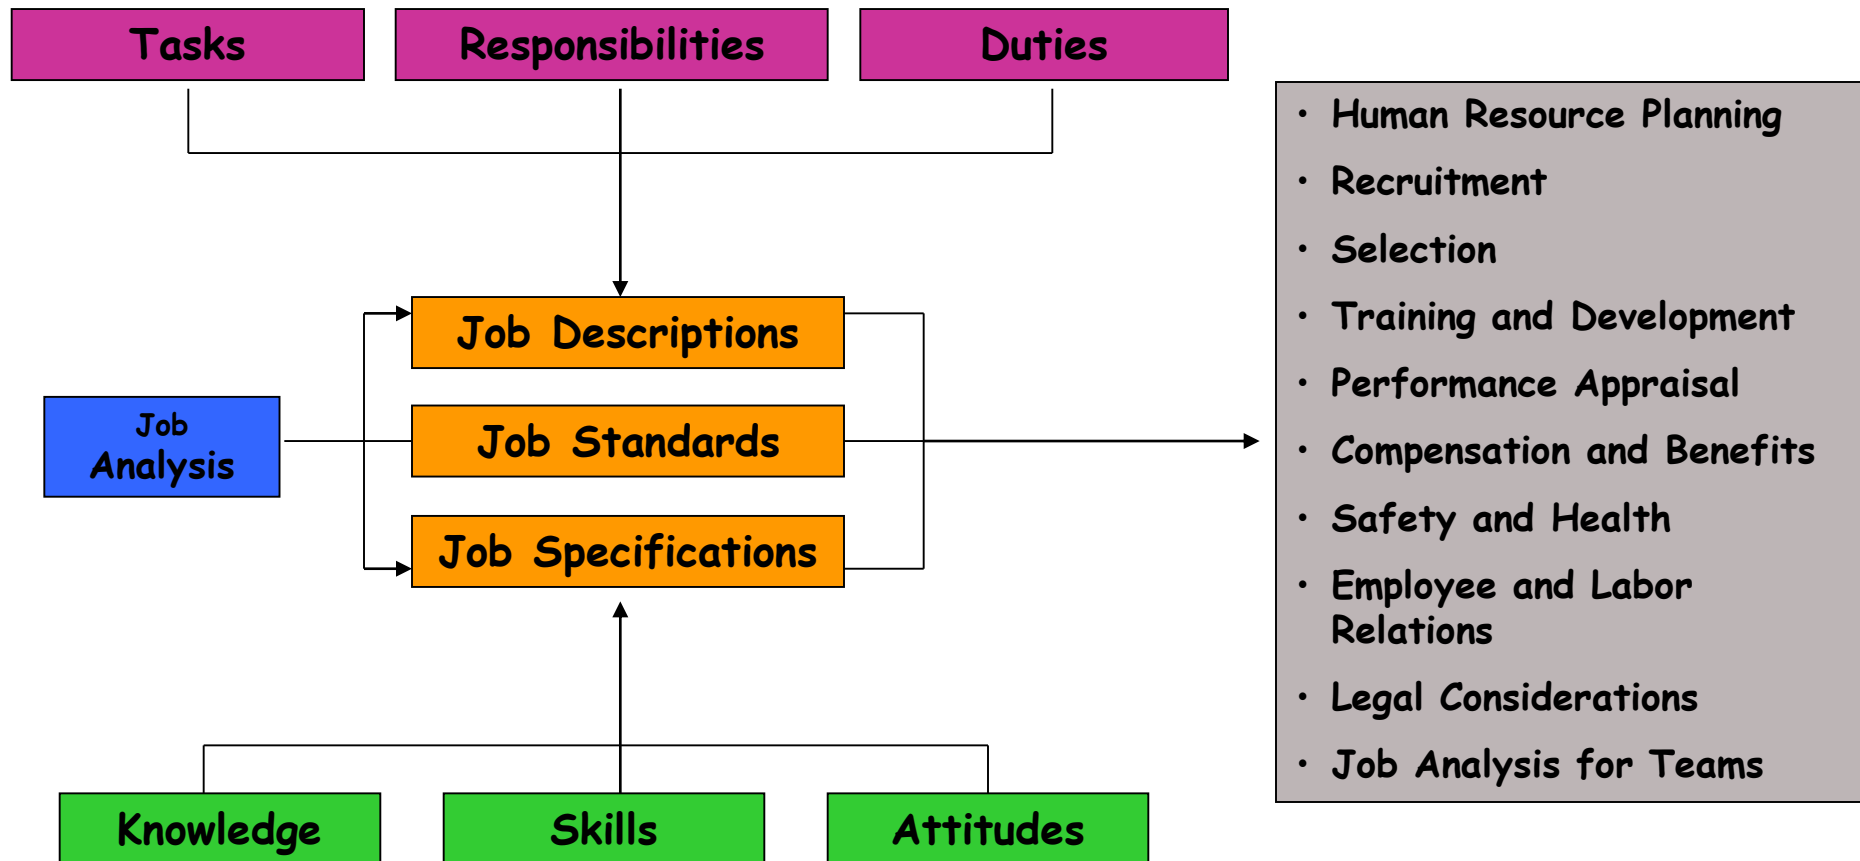 Tasks
Responsibilities
Duties
Job Descriptions
Job
Analysis
Job Standards
Job Specifications
Knowledge
Skills
Attitudes
• Human Resource Planning
• Recruitment
• Selection
• Training and Development
• Performance Appraisal
• Compensation and Benefits
• Safety and Health
• Employee and Labor
Relations
• Legal Considerations
• Job Analysis for Teams